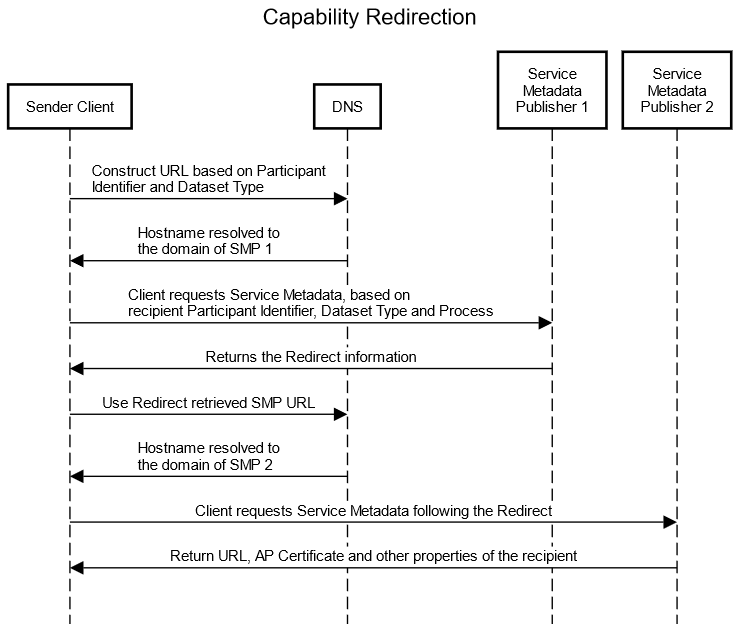 Capability Redirection
Service
Metadata
Publisher 1
Service
Metadata
Publisher 2
Sender Client
DNS
Construct URL based on Participant
Identifier and Dataset Type
Hostname resolved to
the domain of SMP 1
Client requests Service Metadata, based on
recipient Participant Identifier, Dataset Type and Process
Returns the Redirect information
Use Redirect retrieved SMP URL
Hostname resolved to
the domain of SMP 2
Client requests Service Metadata following the Redirect
Return URL, AP Certificate and other properties of the recipient